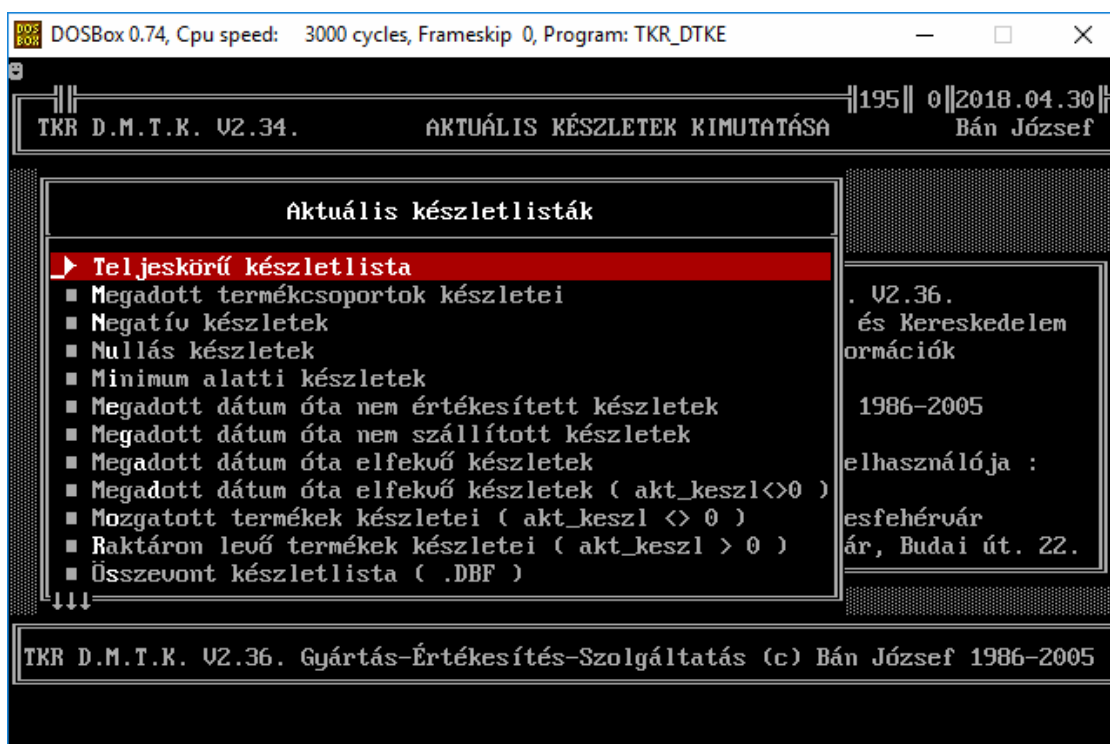 DOSBox 0.74, Cpu speed: 3000 cycles, Frameskip 0, Program: TKR_DTKE
195 0 2018.04.30
TKR D.M.T.K. V2.34. AKTUÁLIS KÉSZLETEK KIMUTATÁSA Bán József
Aktuális készletlisták
Teljeskörű készletlista
Megadott termékcsoportok készletei
. V2.36.
Negatív készletek
és Kereskedelem
Nullás készletek
ormációk
Minimum alatti készletek
Megadott dátum óta nem értékesített készletek
1986-2005
Megadott dátum óta nem szállított készletek
Megadott dátum óta elfekvő készletek
elhasználója :
Megadott dátum óta elfekvő készletek ( akt_keszl<>0 )
Mozgatott termékek készletei ( akt_keszl <> 0 )
esfehérvár
Raktáron levő termékek készletei ( akt_keszl > 0 )
ár, Budai út. 22.
Összevont készletlista ( .DBF )
TKR D.M.T.K. V2.36. Gyártás-Értékesítés-Szolgáltatás (c) Bán József 1986-2005